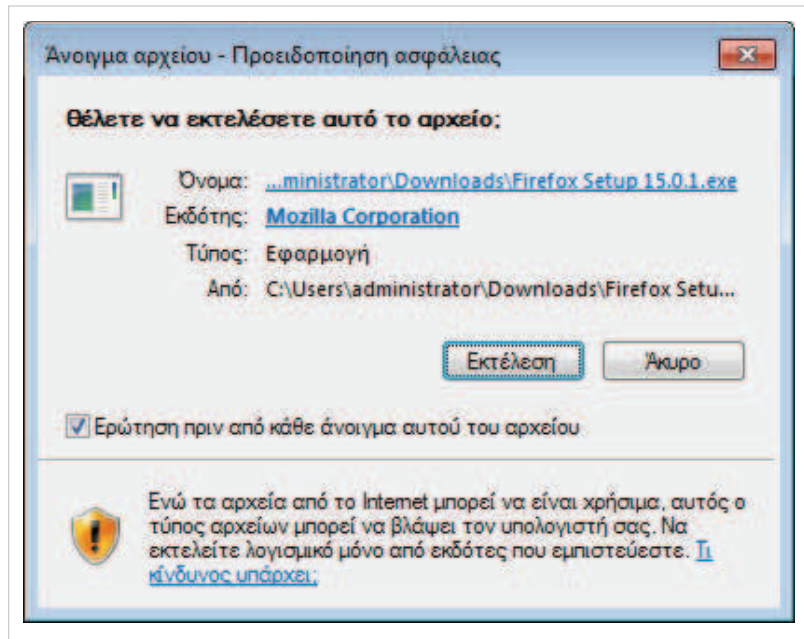 Άνοιγμα αρχείου - Προειδοποίηση ασφάλειας
Θέλετε να εκτελέσετε αυτό το αρχείο;
Όνομα: ...ministrator\Downloads\Firefox Setup 15.0.1.exe
Εκδότης: Mozilla Corporation
Τύπος: Εφαρμογή
Από: C:\Users\administrator\Downloads\Firefox Setu...
Εκτέλεση Άκυρο
Ερώτηση πριν από κάθε άνοιγμα αυτού του αρχείου
Ενώ τα αρχεία από το Internet μπορεί να είναι χρήσιμα, αυτός ο
τύπος αρχείων μπορεί να βλάψει τον υπολογιστή σας. Να
εκτελείτε λογισμικό μόνο από εκδότες που εμπιστεύεστε. Τι
κίνδυνος υπάρχει;